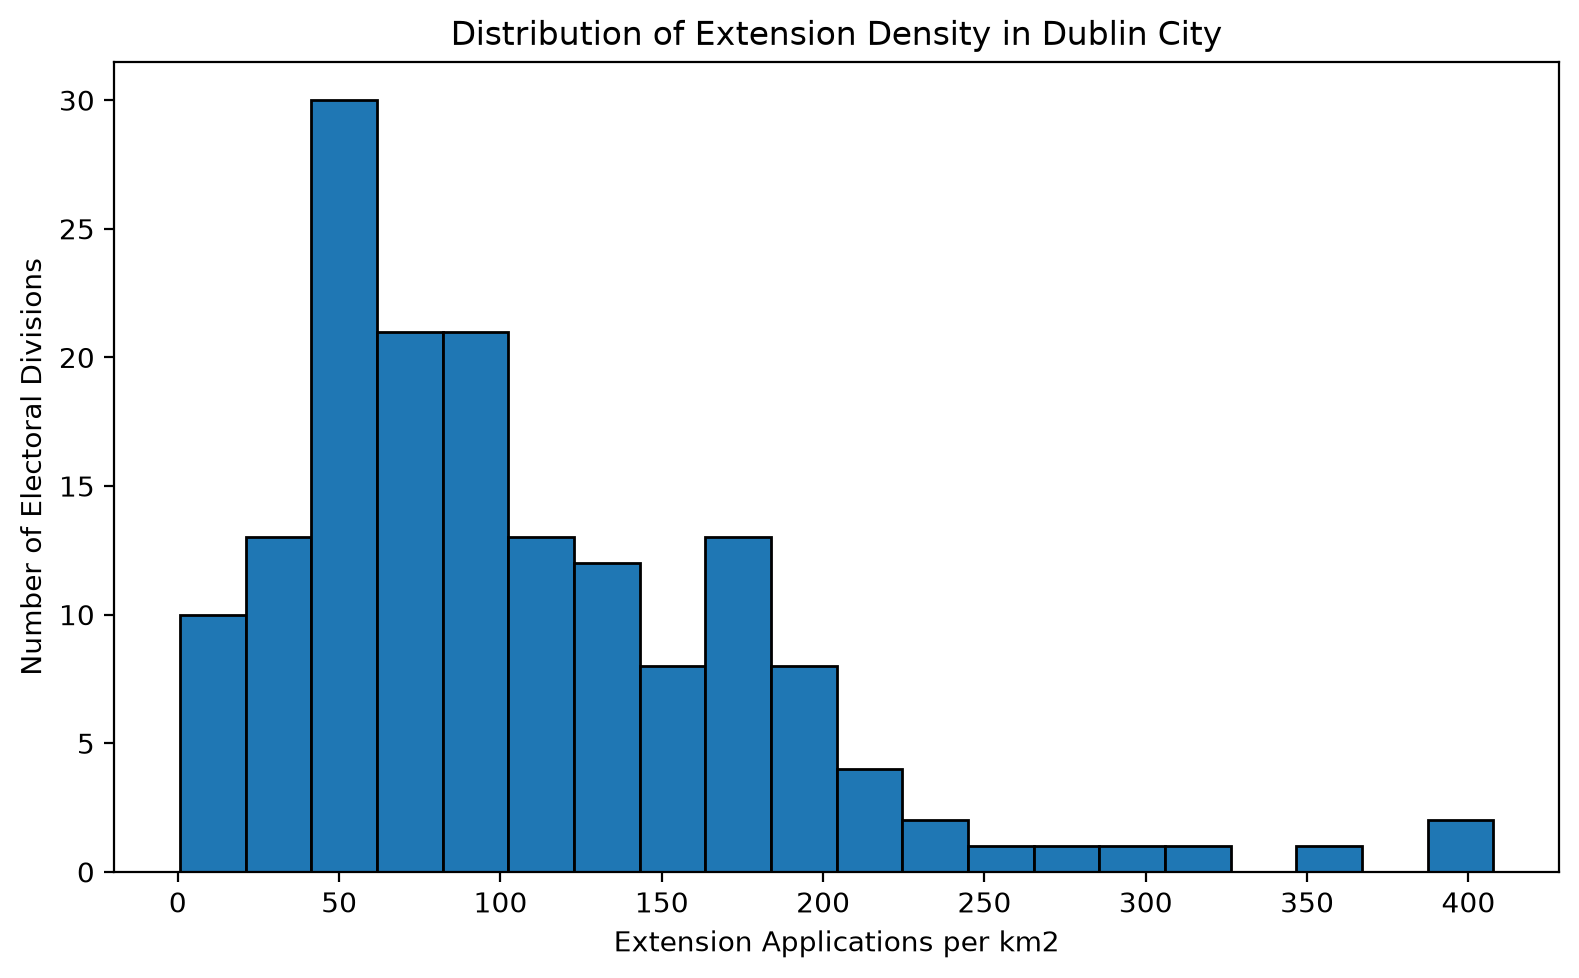 Distribution of Extension Density in Dublin City
30
25
20
15
10
5
0
Number of Electoral Divisions
0 50 100 150 200 250 300 350 400
Extension Applications per km2